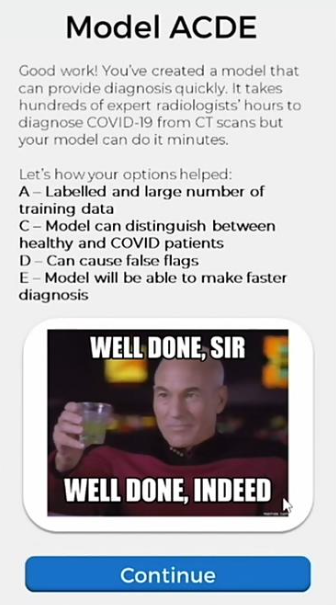 Model ACDE
Good work! You've created a model that
can provide diagnosis quickly. It takes
hundreds of expert radiologists' hours to
diagnose COVID-19 from CT scans but
your model can do it minutes.
Let's how your options helped:
A – Labelled and large number of
training data
C – Model can distinguish between
healthy and COVID patients
D – Can cause false flags
E – Model will be able to make faster
diagnosis
WELL DONE, SIR
WELL DONE, INDEED
Continue